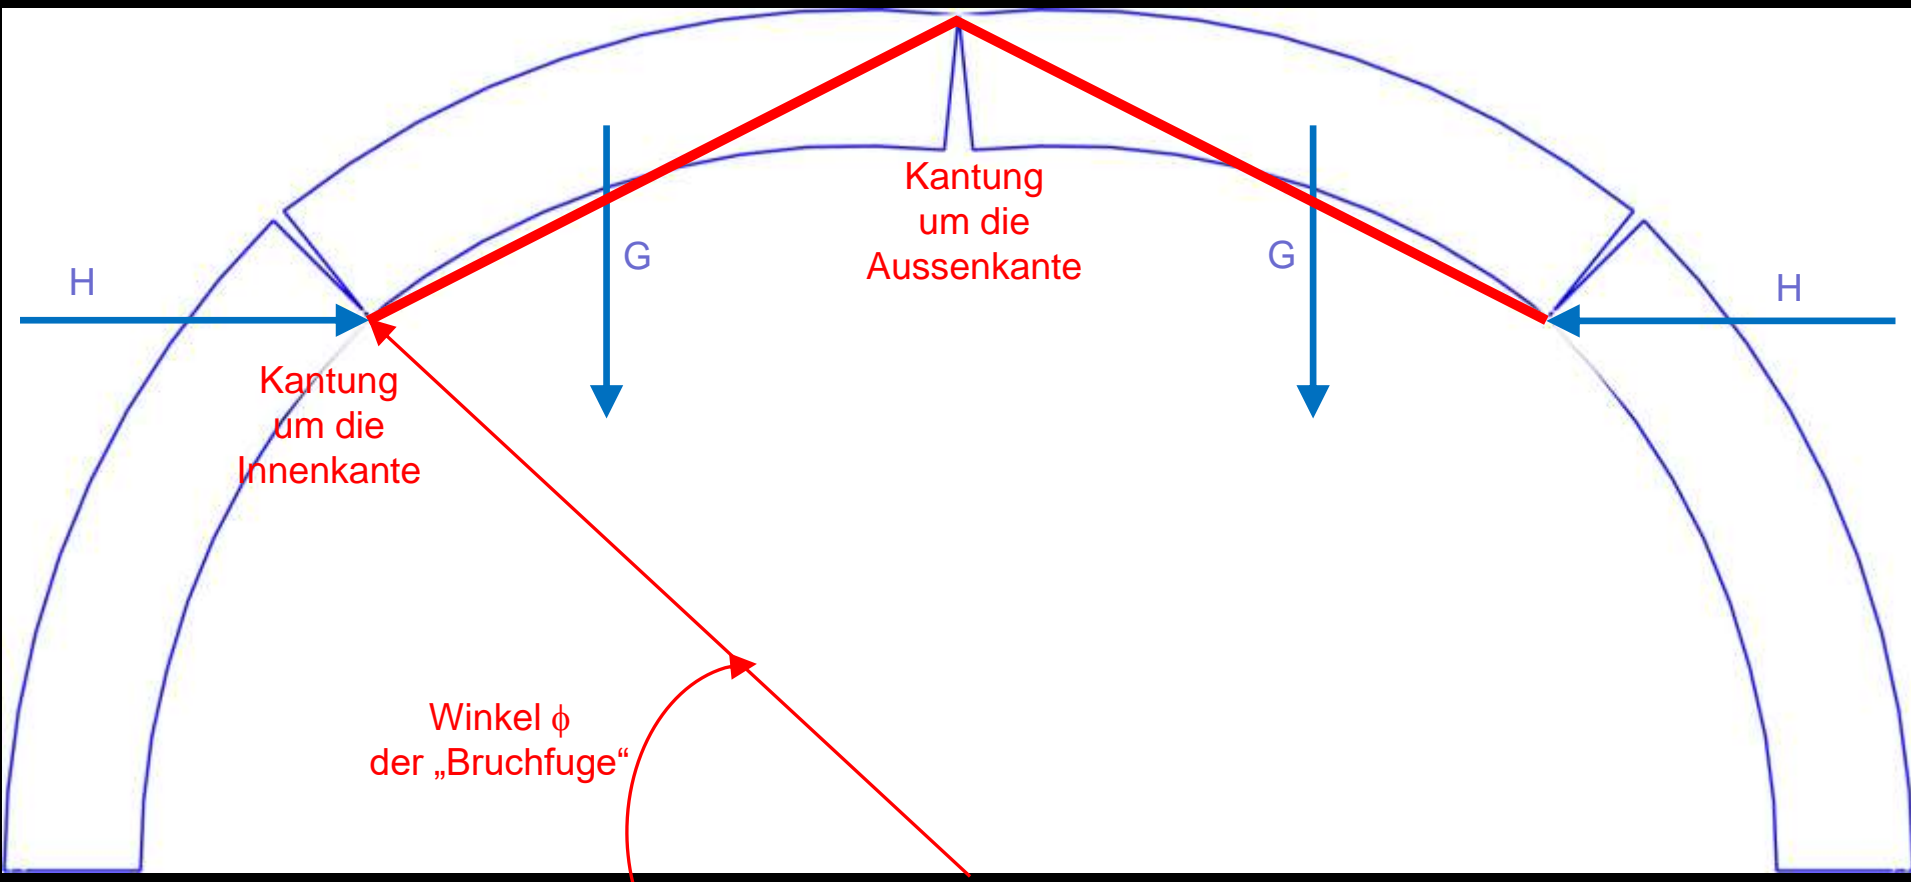 Kantung
um die
Aussenkante
G
G
H
H
Kantung
um die
Innenkante
Winkel ϕ
der „Bruchfuge“